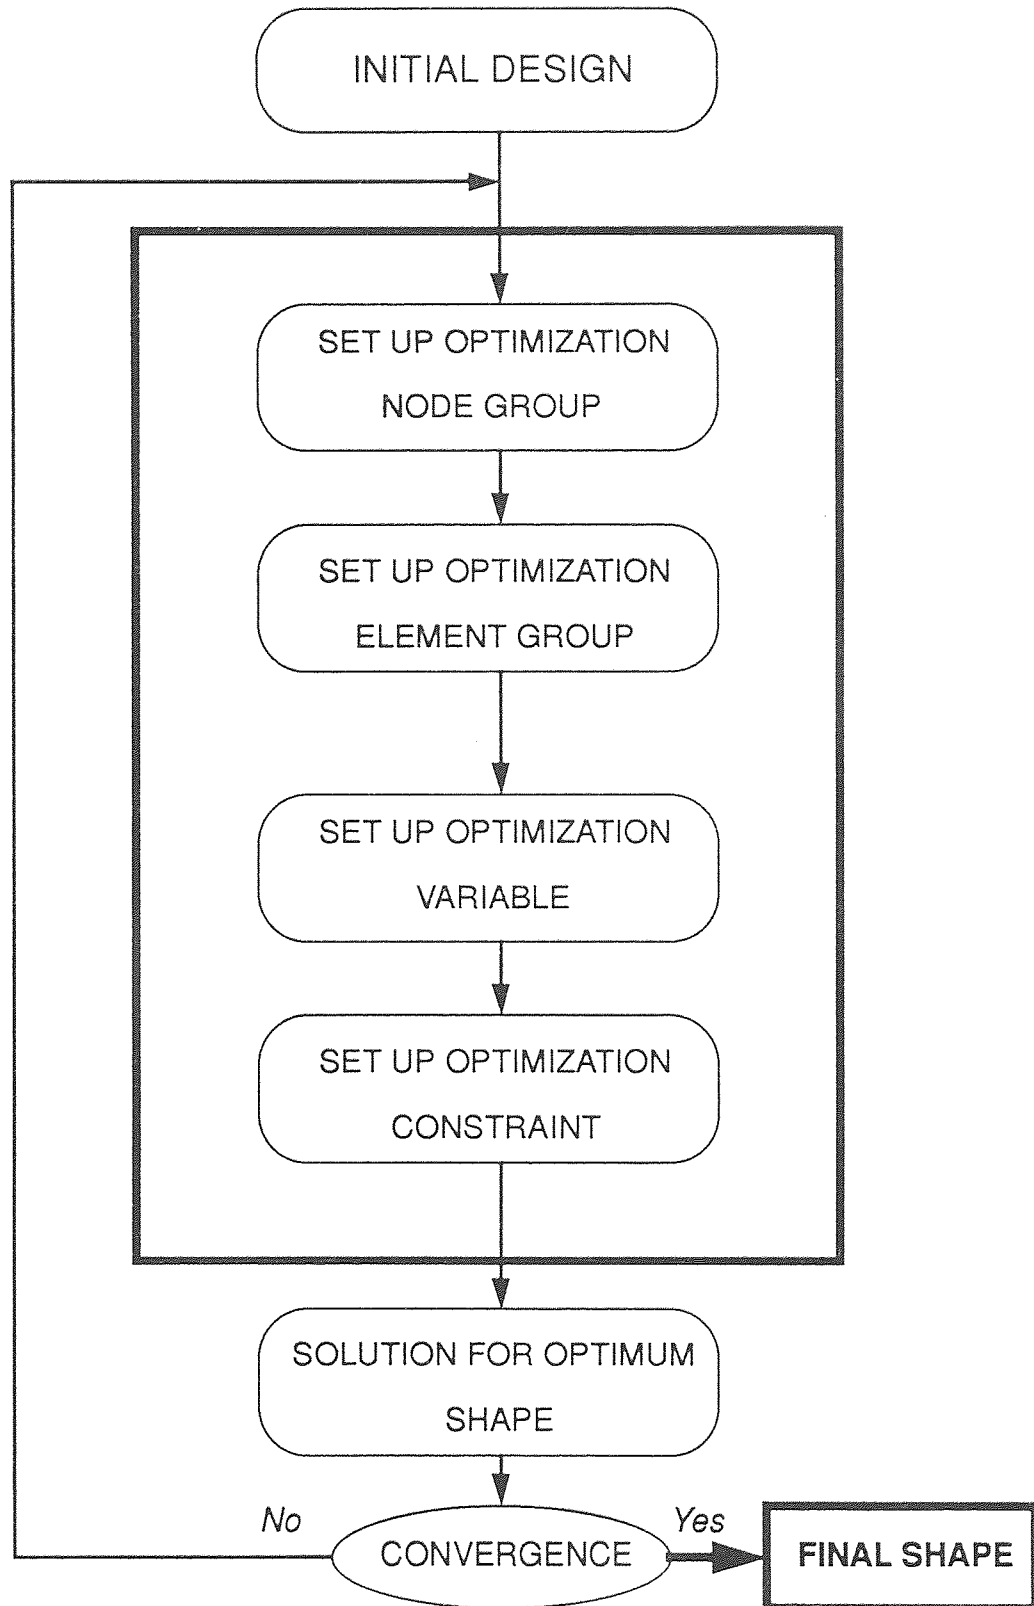 INITIAL DESIGN
SET UP OPTIMIZATION
NODE GROUP
SET UP OPTIMIZATION
ELEMENT GROUP
SET UP OPTIMIZATION
VARIABLE
SET UP OPTIMIZATION
CONSTRAINT
SOLUTION FOR OPTIMUM
SHAPE
No
Yes
CONVERGENCE
FINAL SHAPE